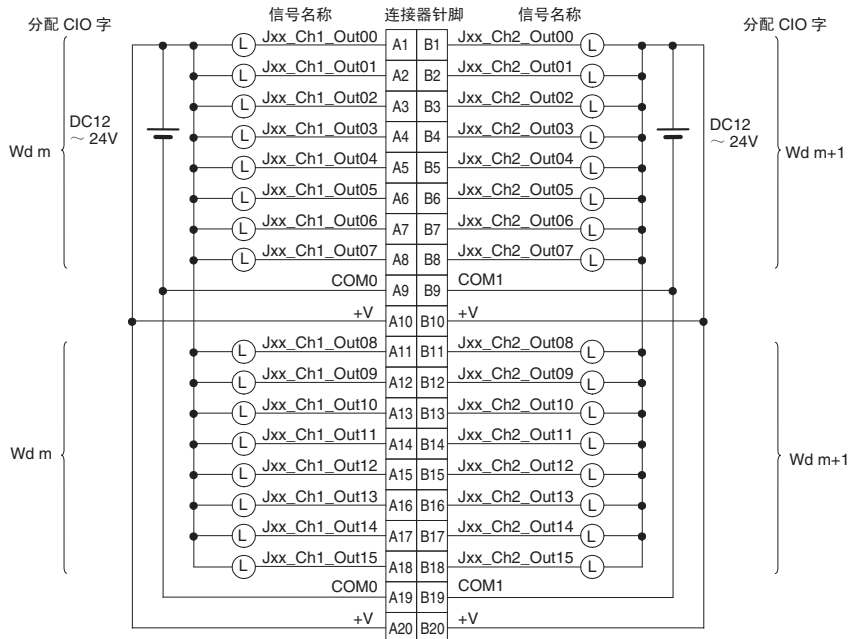 信号名称 连接器针脚 信号名称
分配 CIO 字 分配 CIO 字
Jxx_Ch1_Out00 A1 B1 Jxx_Ch2_Out00
L L
Jxx_Ch1_Out01 A2 B2 Jxx_Ch2_Out01
L L
Jxx_Ch1_Out02 A3 B3 Jxx_Ch2_Out02
L L
DC12 ～ 24V DC12 ～ 24V
Jxx_Ch1_Out03 A4 B4 Jxx_Ch2_Out03
L L
Wd m Wd m+1
Jxx_Ch1_Out04 A5 B5 Jxx_Ch2_Out04
L L
Jxx_Ch1_Out05 A6 B6 Jxx_Ch2_Out05
L L
Jxx_Ch1_Out06 A7 B7 Jxx_Ch2_Out06
L L
Jxx_Ch1_Out07 A8 B8 Jxx_Ch2_Out07
L L
COM0 A9 B9 COM1
+V A10 B10 +V
Jxx_Ch1_Out08 A11 B11 Jxx_Ch2_Out08
L L
Jxx_Ch1_Out09 A12 B12 Jxx_Ch2_Out09
L L
Jxx_Ch1_Out10 A13 B13 Jxx_Ch2_Out10
L L
Jxx_Ch1_Out11 A14 B14 Jxx_Ch2_Out11
L L
Wd m Wd m+1
Jxx_Ch1_Out12 A15 B15 Jxx_Ch2_Out12
L L
Jxx_Ch1_Out13 A16 B16 Jxx_Ch2_Out13
L L
Jxx_Ch1_Out14 A17 B17 Jxx_Ch2_Out14
L L
Jxx_Ch1_Out15 A18 B18 Jxx_Ch2_Out15
L L
COM0 A19 B19 COM1
+V A20 B20 +V